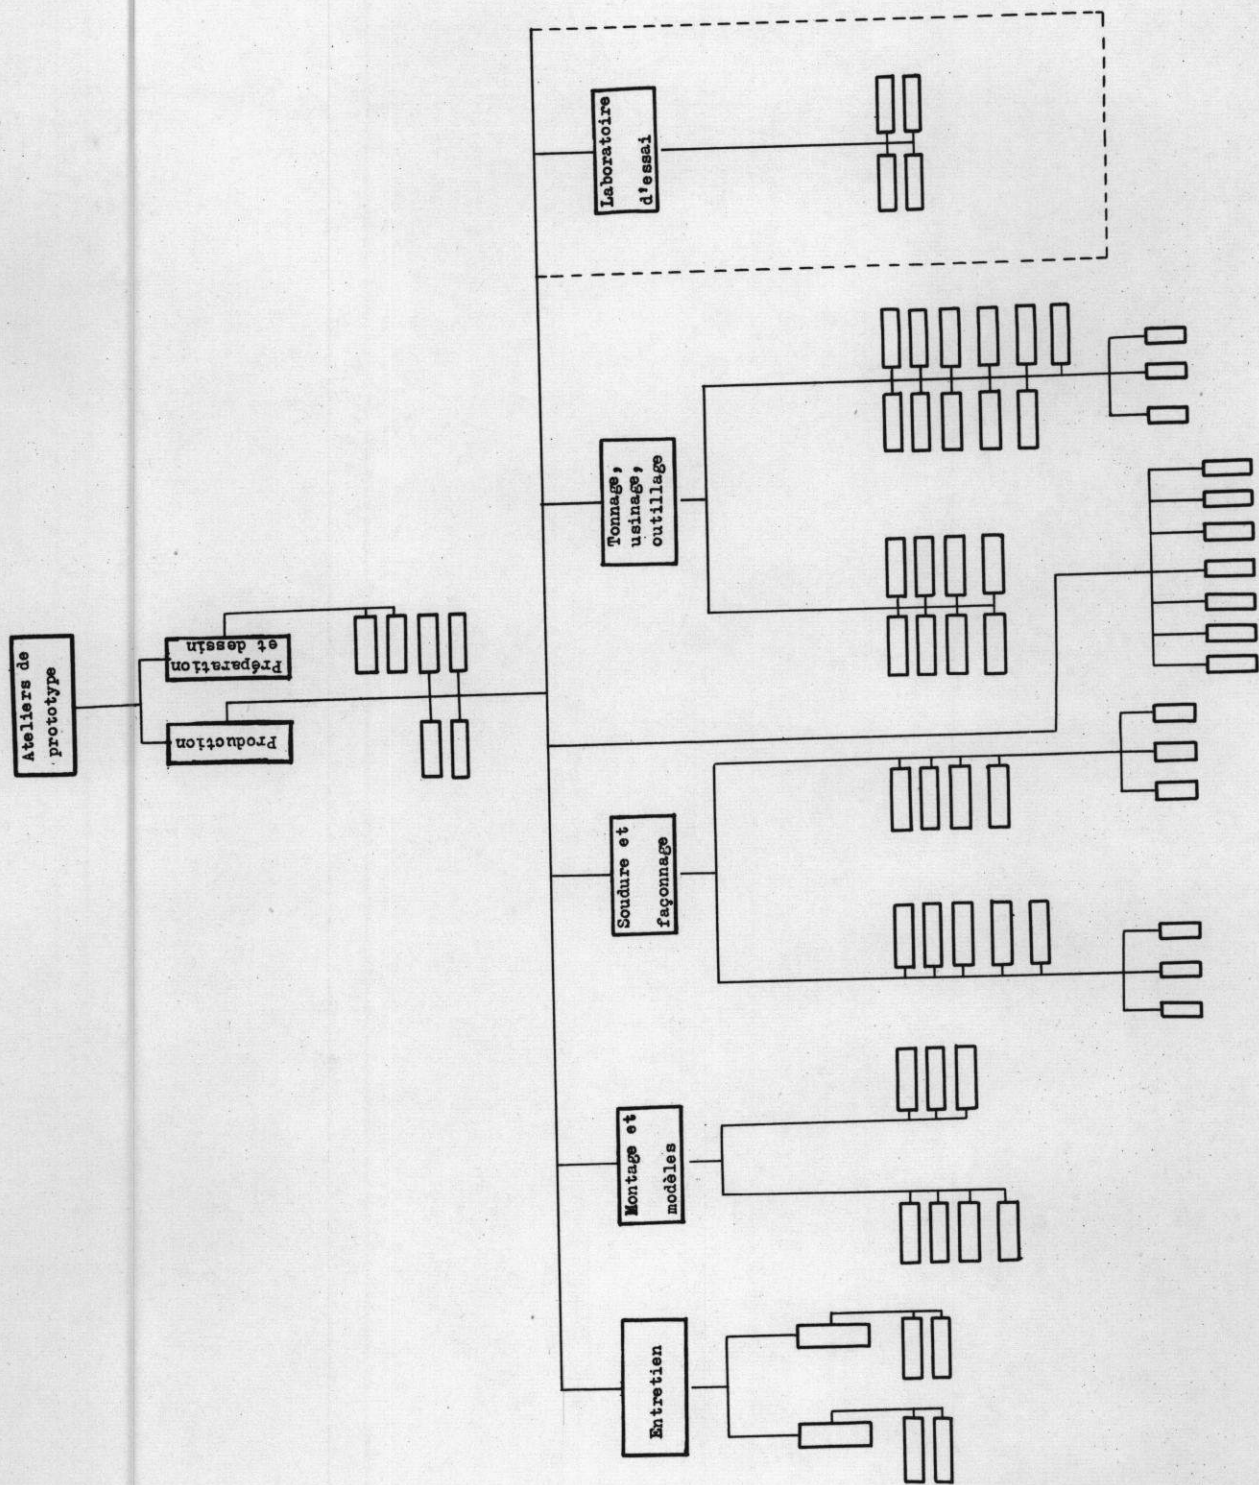 Ateliers de
prototype
Production
Préparation
et dessin
Entretien
Montage et
modèles
Soudure et
façonnage
Tonnage,
usinage,
outillage
Laboratoire
d'essai